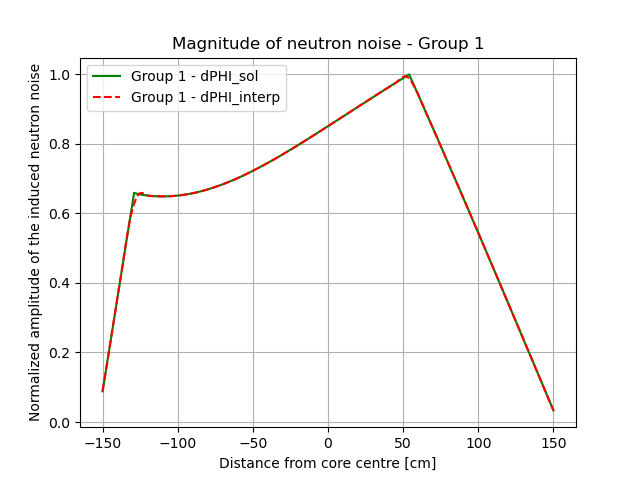 Magnitude of neutron noise - Group 1
Group 1 - dPHI_sol
Group 1 - dPHI_interp
Normalized amplitude of the induced neutron noise
1.0
0.8
0.6
0.4
0.2
0.0
−150
−100
−50
0
50
100
150
Distance from core centre [cm]